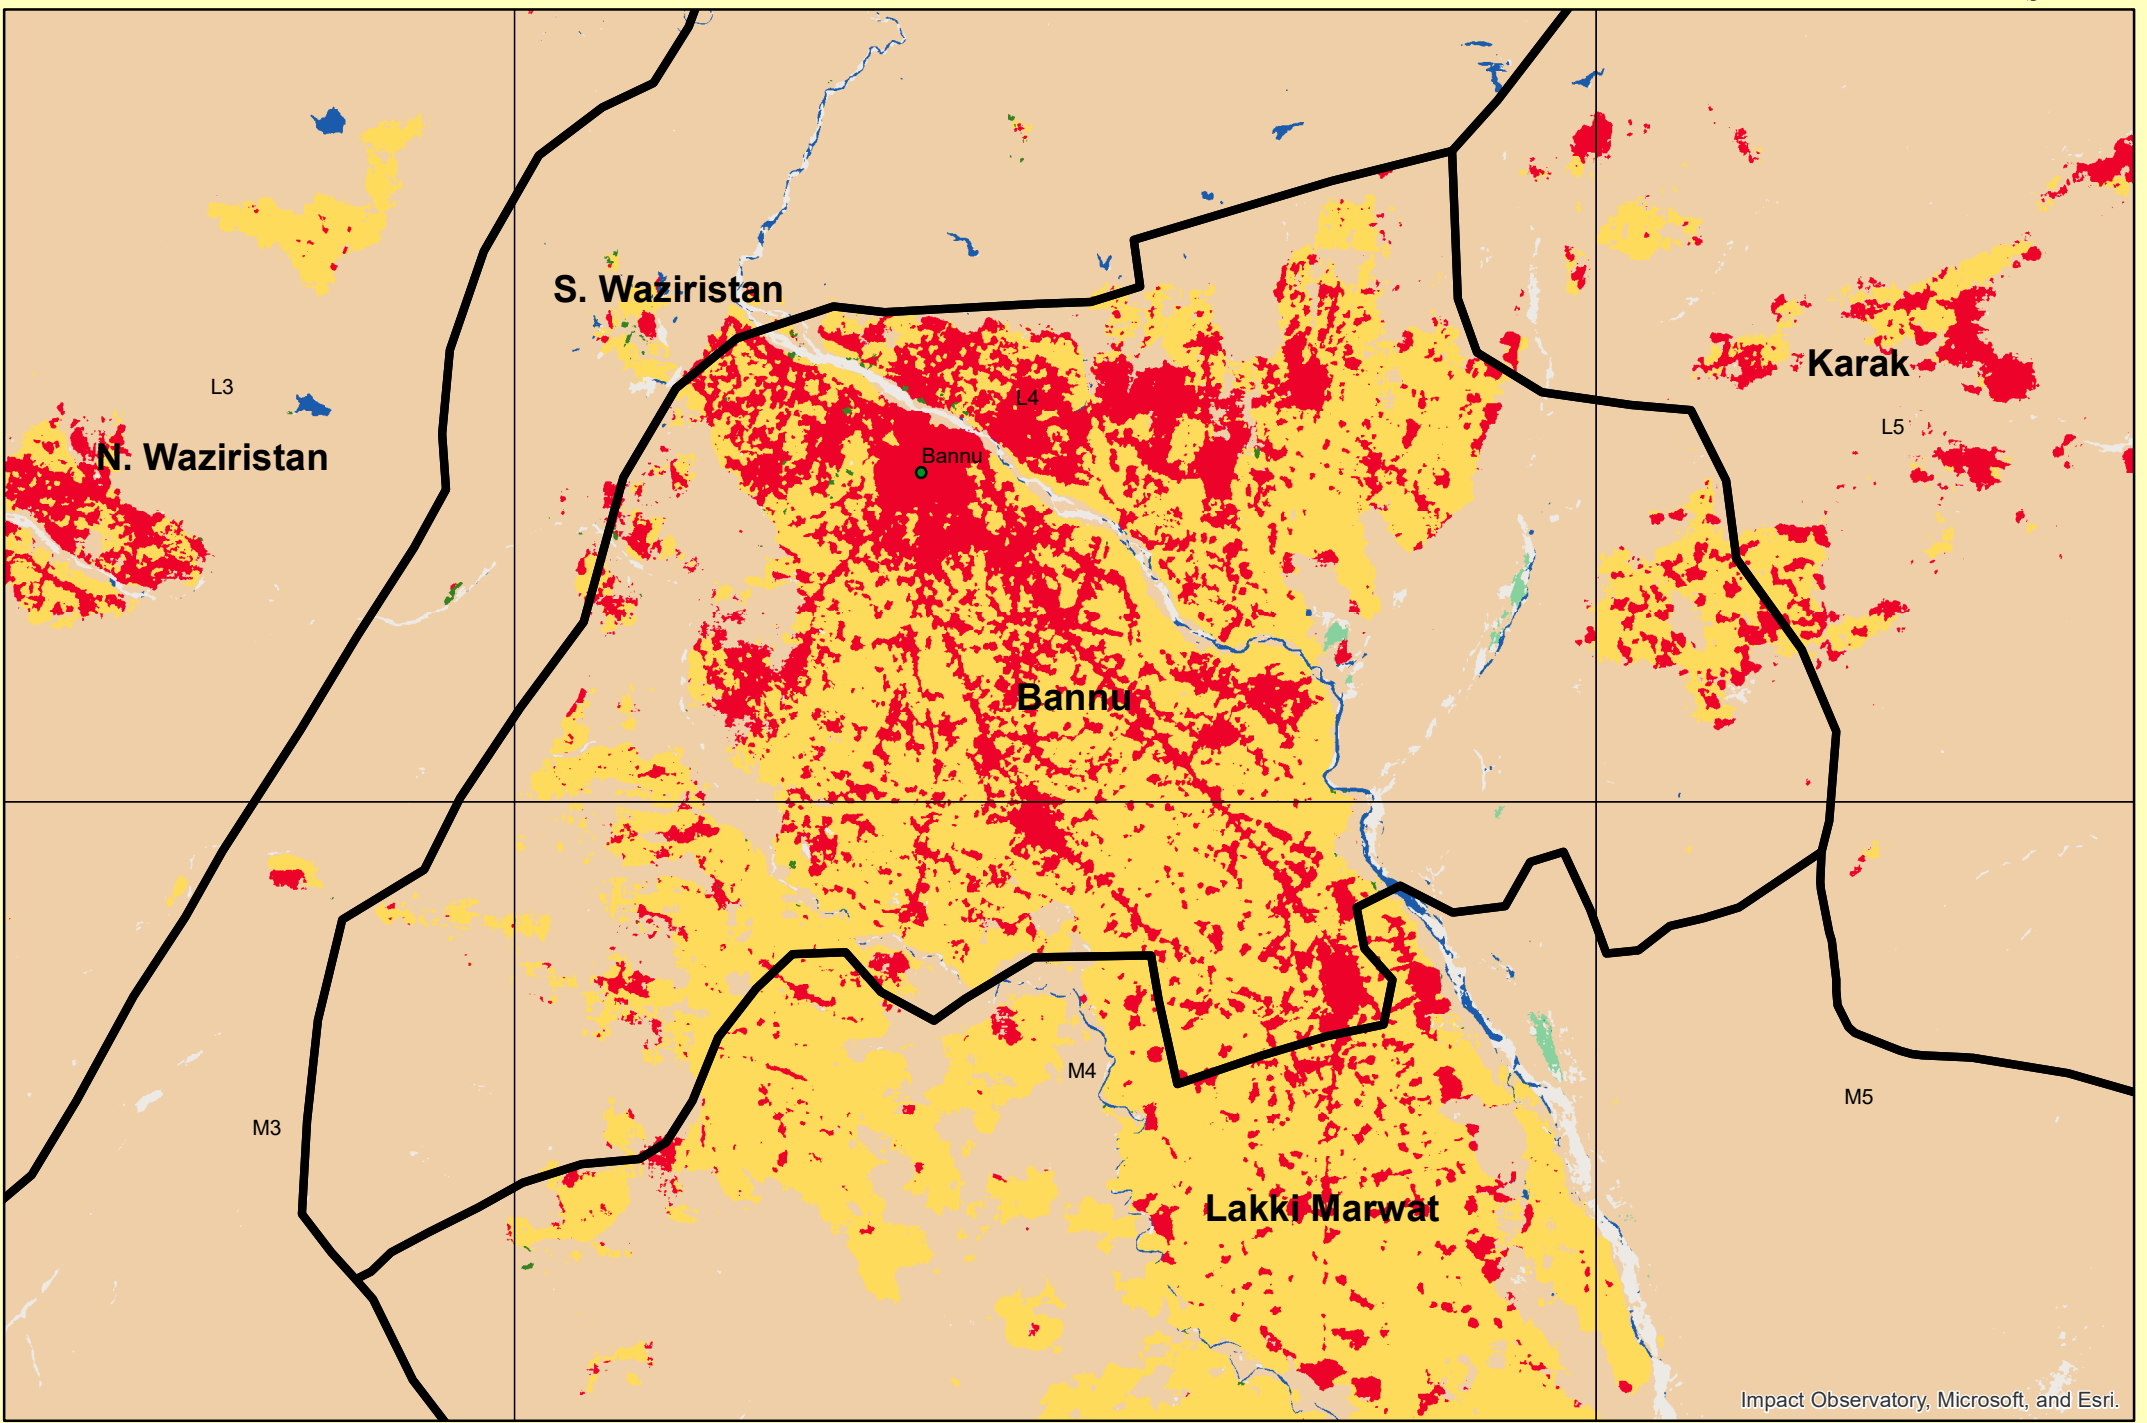 S. Waziristan
Karak
L3
L4
L5
Bannu
N. Waziristan
Bannu
M4
M5
M3
Lakki Marwat
Impact Observatory, Microsoft, and Esri.